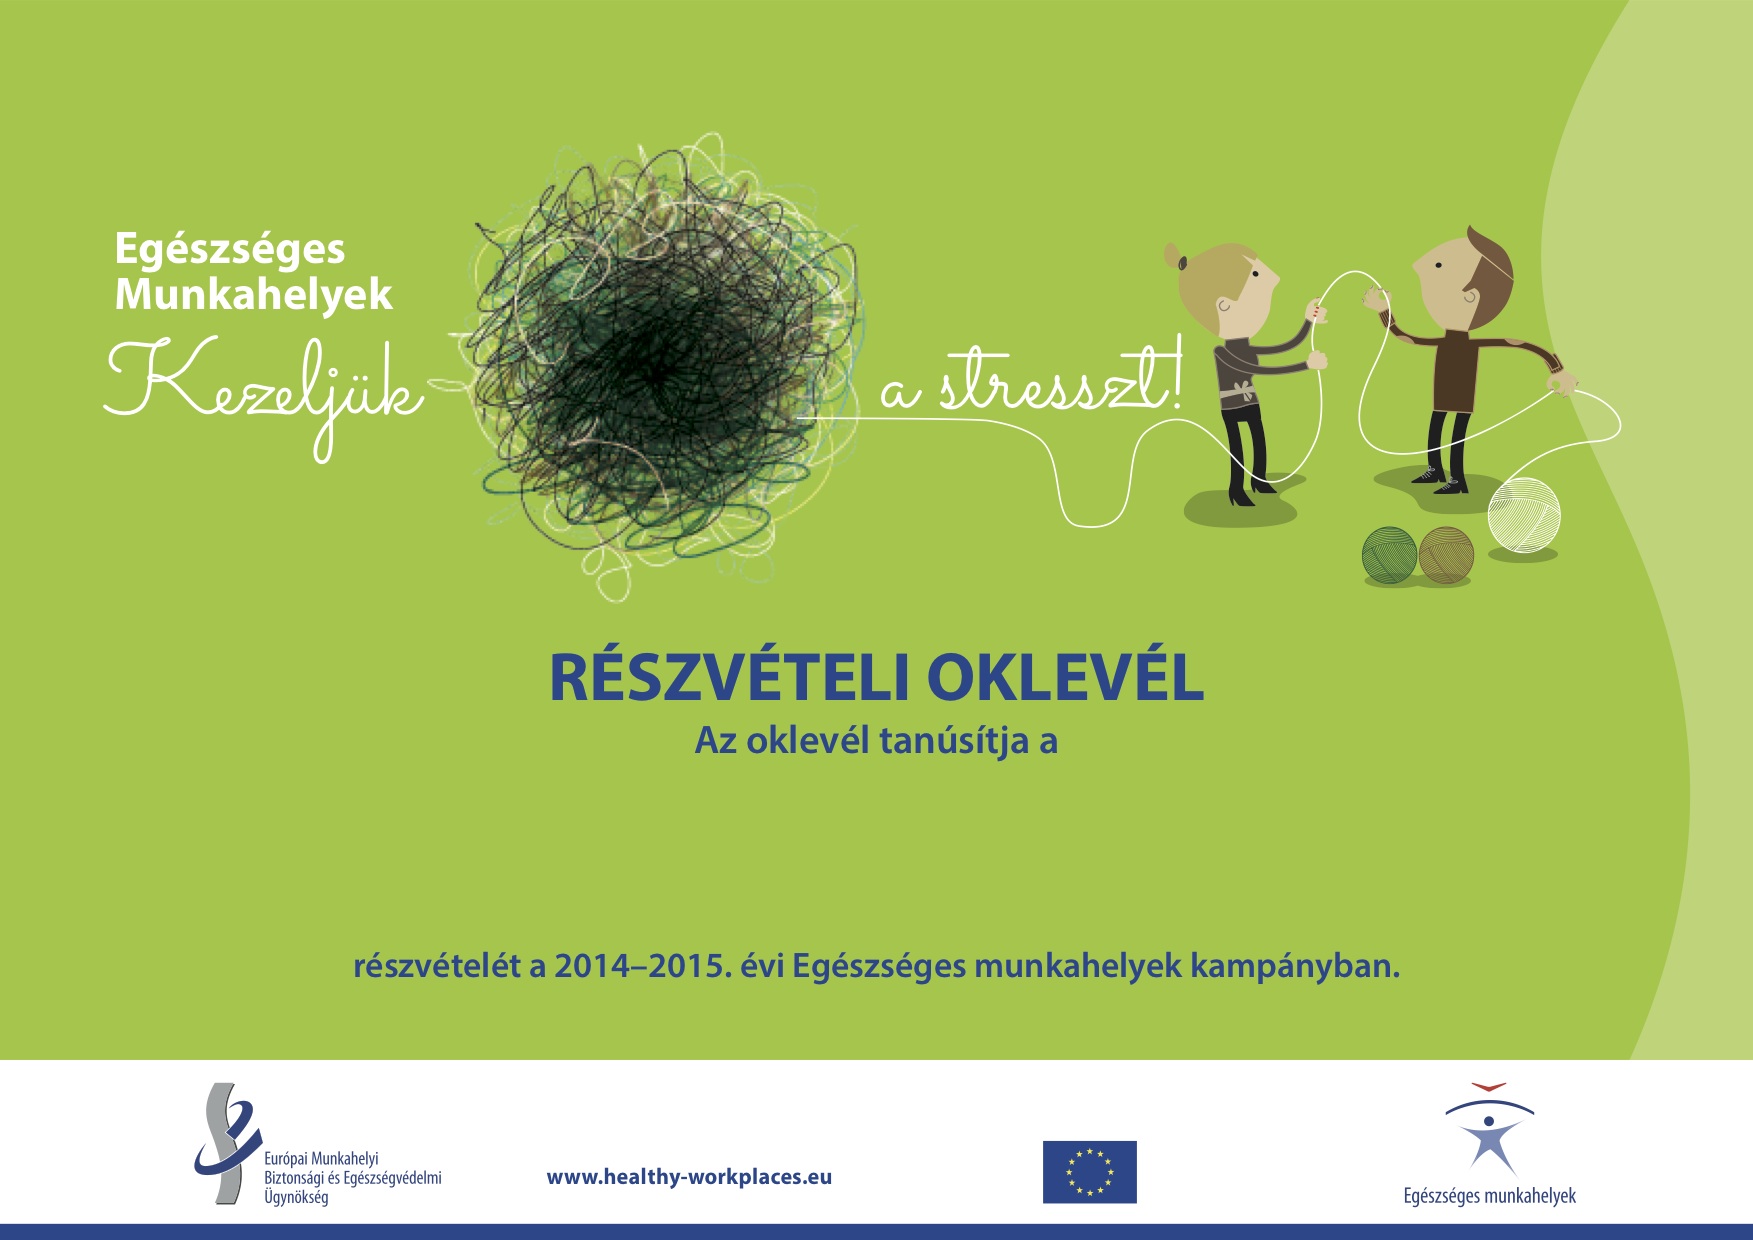 Egészséges
Munkahelyek
Kezeljük a stresszt!
RÉSZVÉTELI OKLEVÉL
Az oklevél tanúsítja a
részvételét a 2014–2015. évi Egészséges munkahelyek kampányban.
Európai Munkahelyi
Biztonsági és Egészségvédelmi
Ügynökség
www.healthy-workplaces.eu
Egészséges munkahelyek